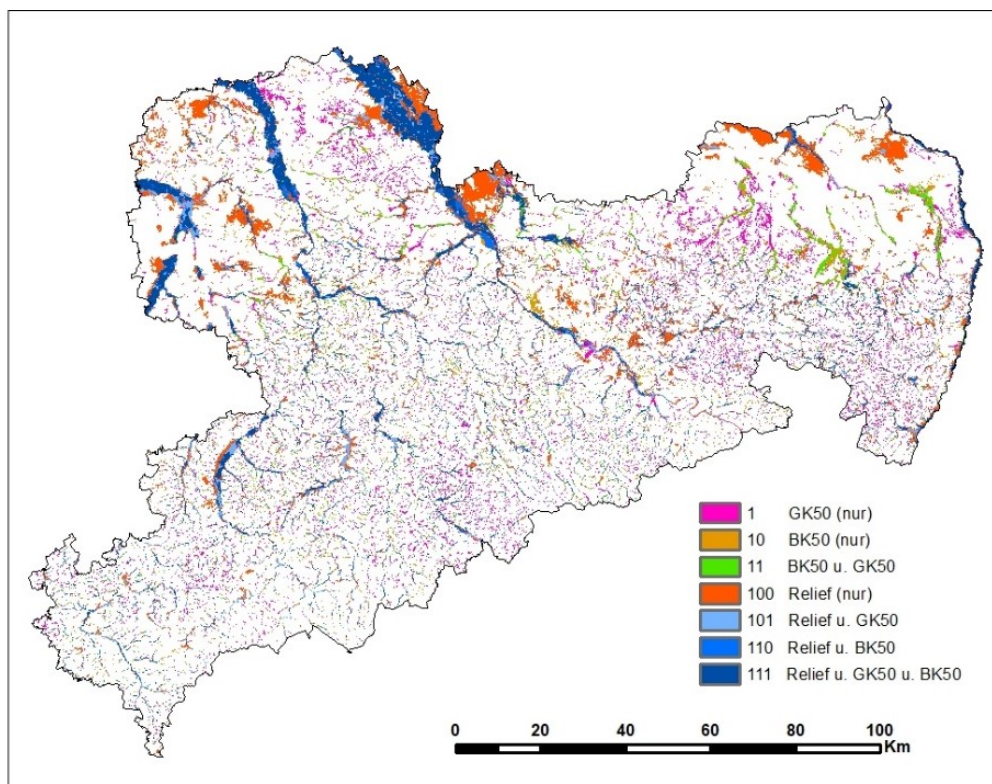 1 GK50 (nur)
10 BK50 (nur)
11 BK50 u. GK50
100 Relief (nur)
101 Relief u. GK50
110 Relief u. BK50
111 Relief u. GK50 u. BK50
0 20 40 60 80 100
Km